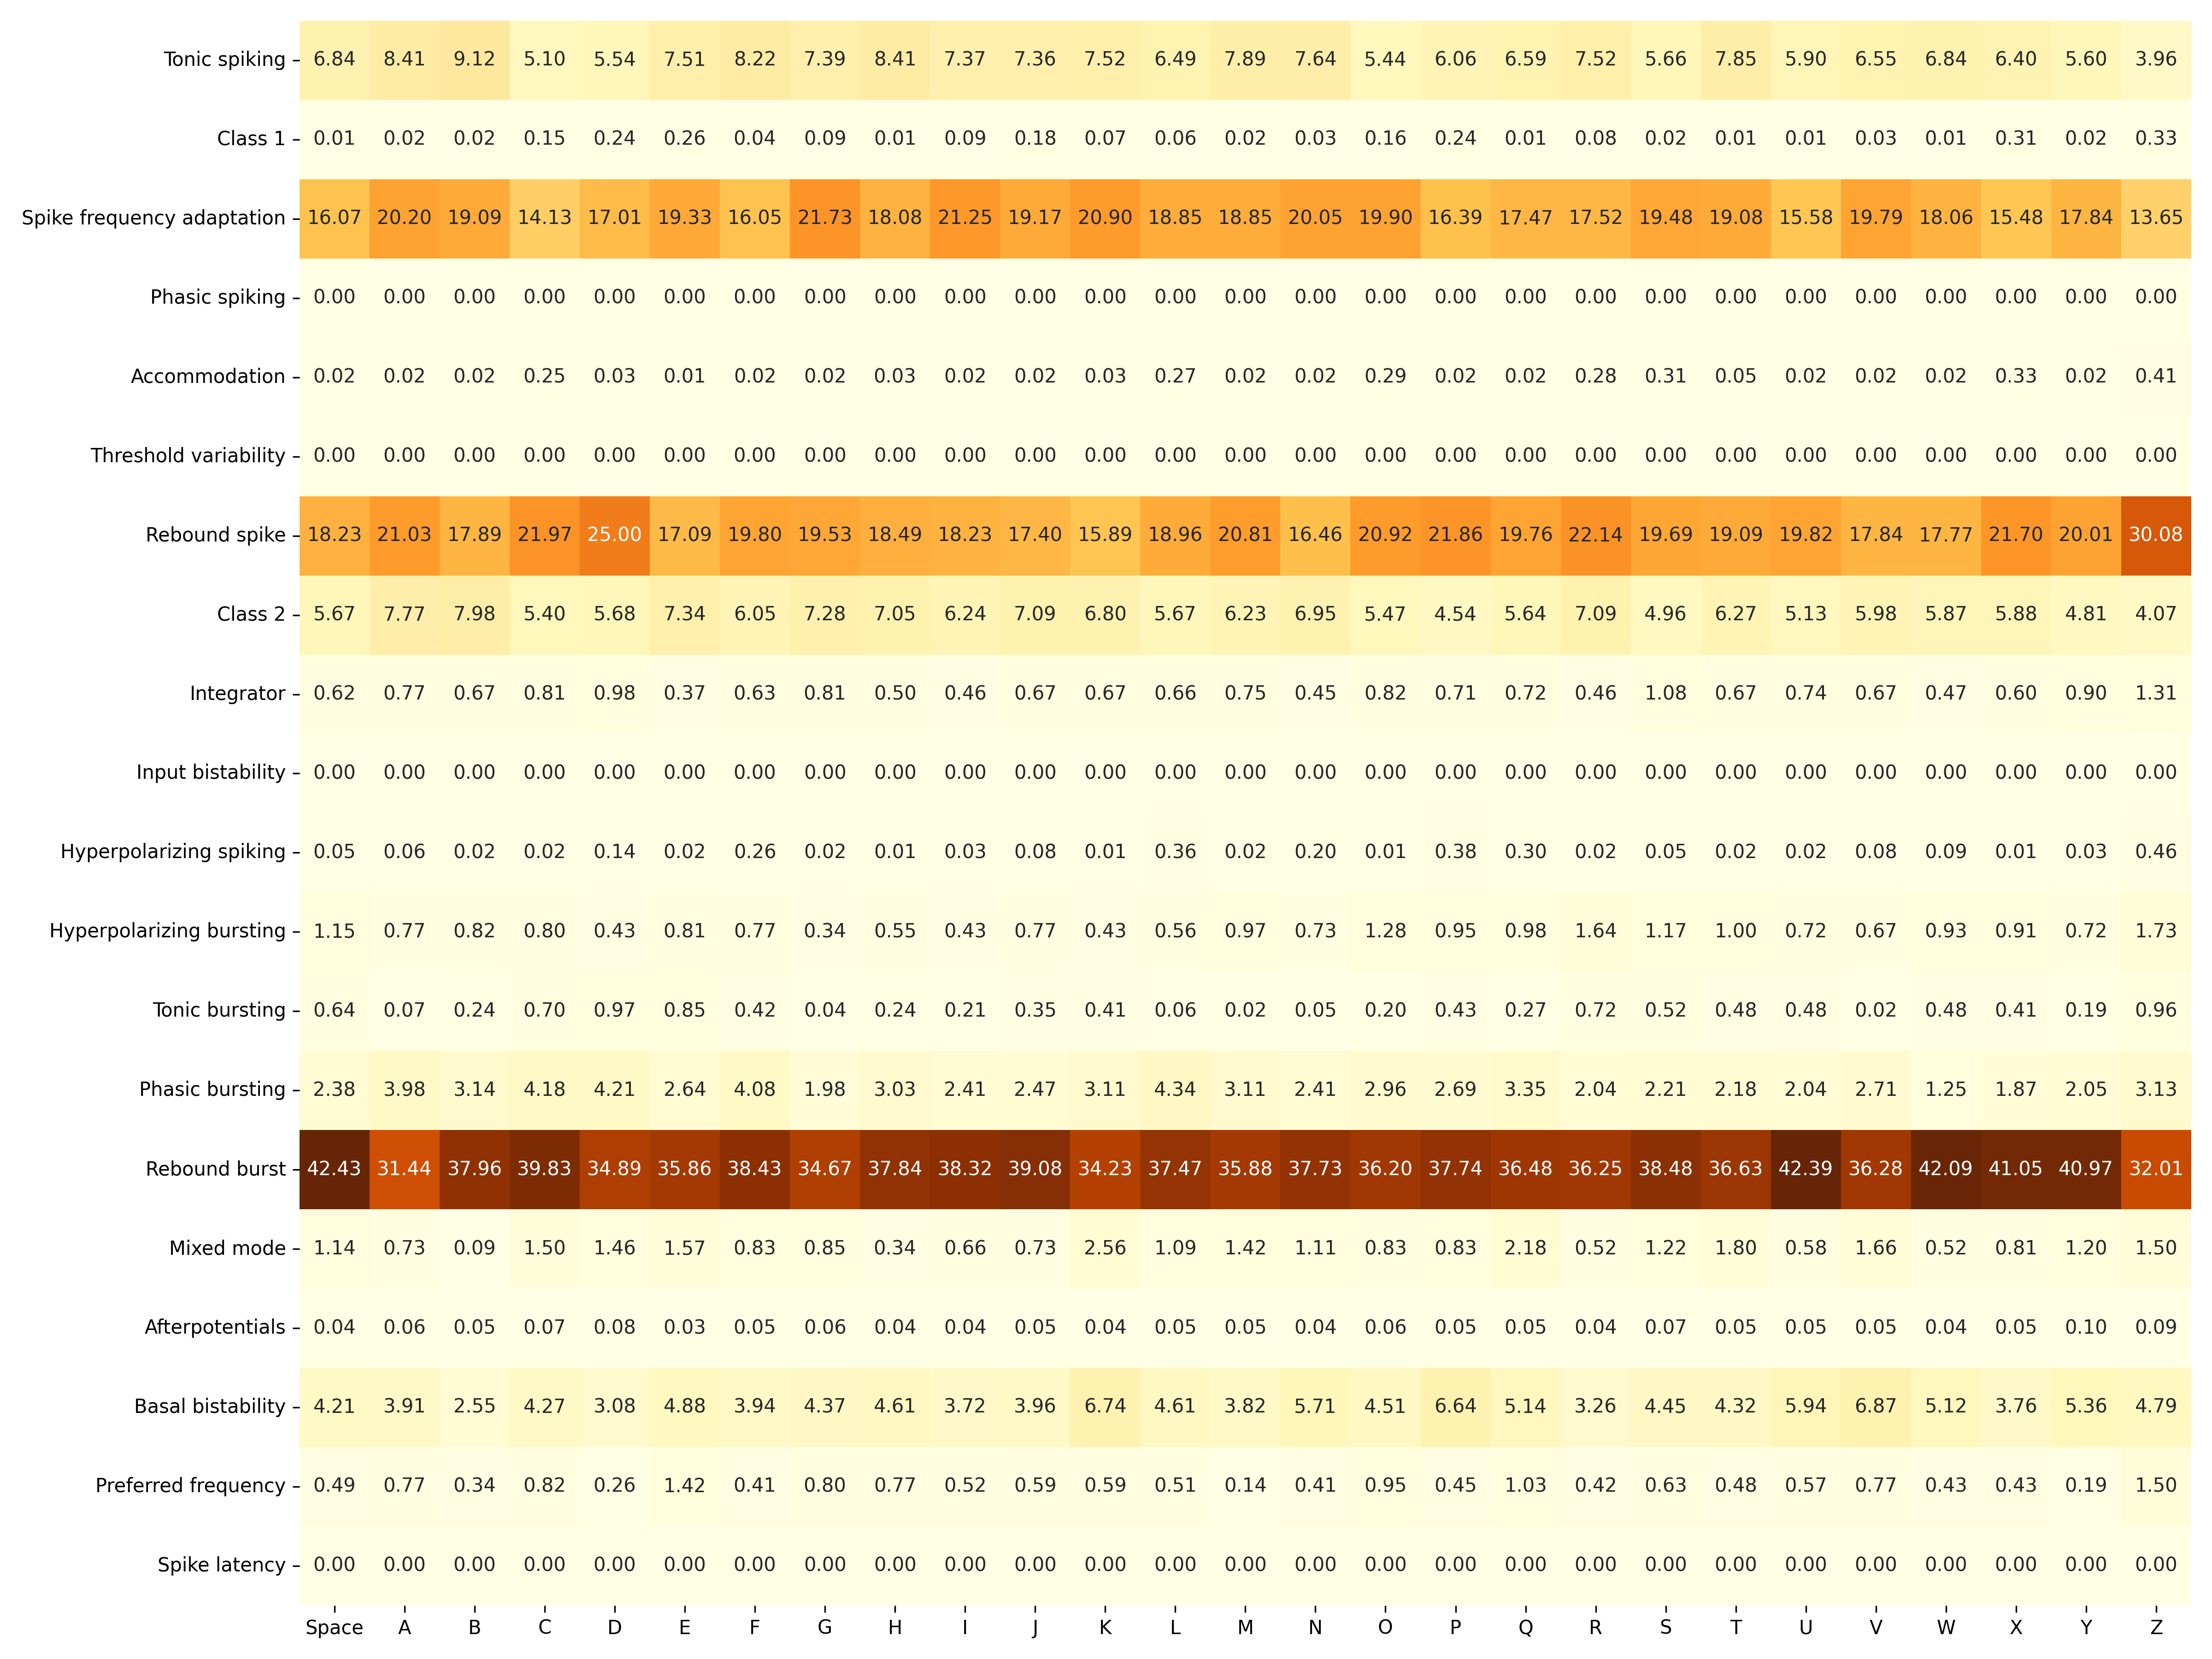 Tonic spiking 6.84 8.41 9.12 5.10 5.54 7.51 8.22 7.39 8.41 7.37 7.36 7.52 6.49 7.89 7.64 5.44 6.06 6.59 7.52 5.66 7.85 5.90 6.55 6.84 6.40 5.60 3.96
Class 1 0.01 0.02 0.02 0.15 0.24 0.26 0.04 0.09 0.01 0.09 0.18 0.07 0.06 0.02 0.03 0.16 0.24 0.01 0.08 0.02 0.01 0.01 0.03 0.01 0.31 0.02 0.33
Spike frequency adaptation 16.07 20.20 19.09 14.13 17.01 19.33 16.05 21.73 18.08 21.25 19.17 20.90 18.85 18.85 20.05 19.90 16.39 17.47 17.52 19.48 19.08 15.58 19.79 18.06 15.48 17.84 13.65
Phasic spiking 0.00 0.00 0.00 0.00 0.00 0.00 0.00 0.00 0.00 0.00 0.00 0.00 0.00 0.00 0.00 0.00 0.00 0.00 0.00 0.00 0.00 0.00 0.00 0.00 0.00 0.00 0.00
Accommodation 0.02 0.02 0.02 0.25 0.03 0.01 0.02 0.02 0.03 0.02 0.02 0.03 0.27 0.02 0.02 0.29 0.02 0.02 0.28 0.31 0.05 0.02 0.02 0.02 0.33 0.02 0.41
Threshold variability 0.00 0.00 0.00 0.00 0.00 0.00 0.00 0.00 0.00 0.00 0.00 0.00 0.00 0.00 0.00 0.00 0.00 0.00 0.00 0.00 0.00 0.00 0.00 0.00 0.00 0.00 0.00
Rebound spike 18.23 21.03 17.89 21.97 25.00 17.09 19.80 19.53 18.49 18.23 17.40 15.89 18.96 20.81 16.46 20.92 21.86 19.76 22.14 19.69 19.09 19.82 17.84 17.77 21.70 20.01 30.08
Class 2 5.67 7.77 7.98 5.40 5.68 7.34 6.05 7.28 7.05 6.24 7.09 6.80 5.67 6.23 6.95 5.47 4.54 5.64 7.09 4.96 6.27 5.13 5.98 5.87 5.88 4.81 4.07
Integrator 0.62 0.77 0.67 0.81 0.98 0.37 0.63 0.81 0.50 0.46 0.67 0.67 0.66 0.75 0.45 0.82 0.71 0.72 0.46 1.08 0.67 0.74 0.67 0.47 0.60 0.90 1.31
Input bistability 0.00 0.00 0.00 0.00 0.00 0.00 0.00 0.00 0.00 0.00 0.00 0.00 0.00 0.00 0.00 0.00 0.00 0.00 0.00 0.00 0.00 0.00 0.00 0.00 0.00 0.00 0.00
Hyperpolarizing spiking 0.05 0.06 0.02 0.02 0.14 0.02 0.26 0.02 0.01 0.03 0.08 0.01 0.36 0.02 0.20 0.01 0.38 0.30 0.02 0.05 0.02 0.02 0.08 0.09 0.01 0.03 0.46
Hyperpolarizing bursting 1.15 0.77 0.82 0.80 0.43 0.81 0.77 0.34 0.55 0.43 0.77 0.43 0.56 0.97 0.73 1.28 0.95 0.98 1.64 1.17 1.00 0.72 0.67 0.93 0.91 0.72 1.73
Tonic bursting 0.64 0.07 0.24 0.70 0.97 0.85 0.42 0.04 0.24 0.21 0.35 0.41 0.06 0.02 0.05 0.20 0.43 0.27 0.72 0.52 0.48 0.48 0.02 0.48 0.41 0.19 0.96
Phasic bursting 2.38 3.98 3.14 4.18 4.21 2.64 4.08 1.98 3.03 2.41 2.47 3.11 4.34 3.11 2.41 2.96 2.69 3.35 2.04 2.21 2.18 2.04 2.71 1.25 1.87 2.05 3.13
Rebound burst 42.43 31.44 37.96 39.83 34.89 35.86 38.43 34.67 37.84 38.32 39.08 34.23 37.47 35.88 37.73 36.20 37.74 36.48 36.25 38.48 36.63 42.39 36.28 42.09 41.05 40.97 32.01
Mixed mode 1.14 0.73 0.09 1.50 1.46 1.57 0.83 0.85 0.34 0.66 0.73 2.56 1.09 1.42 1.11 0.83 0.83 2.18 0.52 1.22 1.80 0.58 1.66 0.52 0.81 1.20 1.50
Afterpotentials 0.04 0.06 0.05 0.07 0.08 0.03 0.05 0.06 0.04 0.04 0.05 0.04 0.05 0.05 0.04 0.06 0.05 0.05 0.04 0.07 0.05 0.05 0.05 0.04 0.05 0.10 0.09
Basal bistability 4.21 3.91 2.55 4.27 3.08 4.88 3.94 4.37 4.61 3.72 3.96 6.74 4.61 3.82 5.71 4.51 6.64 5.14 3.26 4.45 4.32 5.94 6.87 5.12 3.76 5.36 4.79
Preferred frequency 0.49 0.77 0.34 0.82 0.26 1.42 0.41 0.80 0.77 0.52 0.59 0.59 0.51 0.14 0.41 0.95 0.45 1.03 0.42 0.63 0.48 0.57 0.77 0.43 0.43 0.19 1.50
Spike latency 0.00 0.00 0.00 0.00 0.00 0.00 0.00 0.00 0.00 0.00 0.00 0.00 0.00 0.00 0.00 0.00 0.00 0.00 0.00 0.00 0.00 0.00 0.00 0.00 0.00 0.00 0.00
Space A B C D E F G H I J K L M N O P Q R S T U V W X Y Z